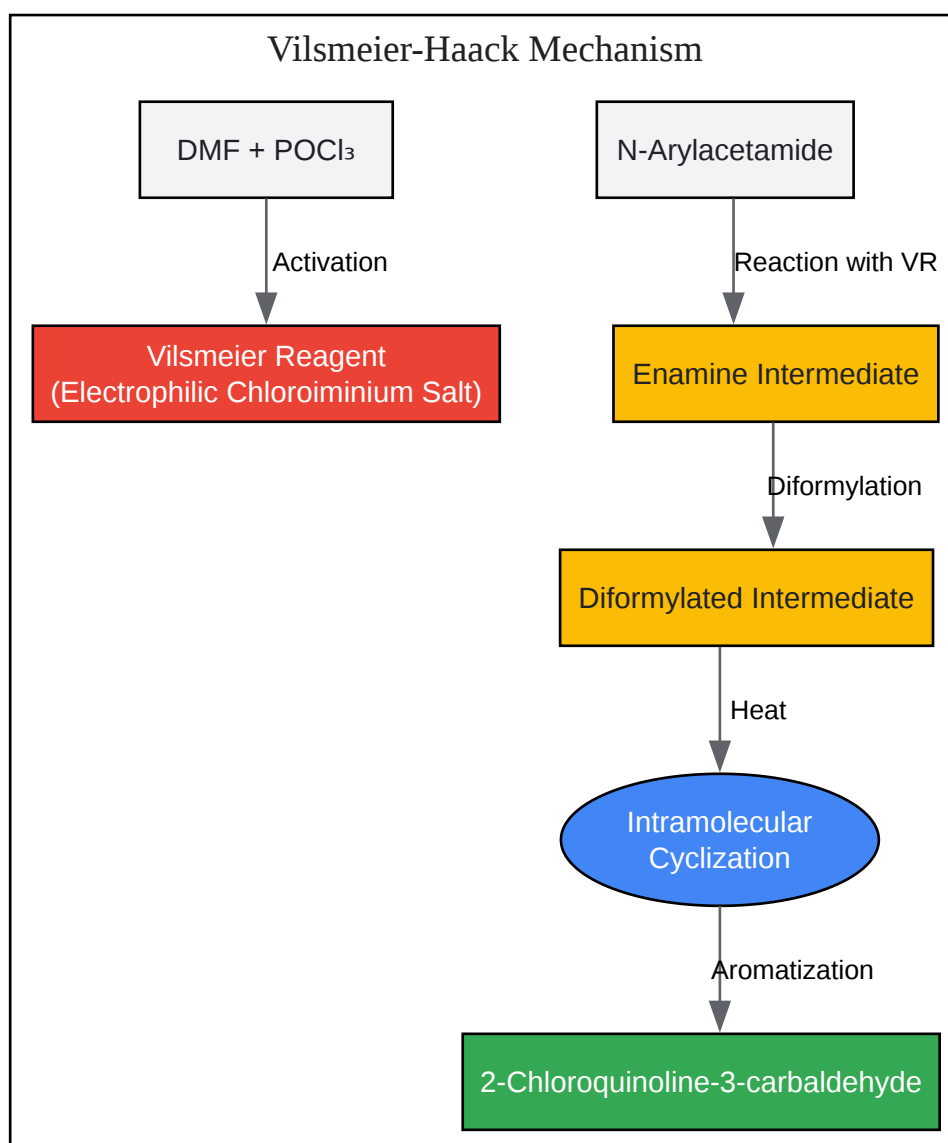 Vilsmeier-Haack Mechanism
DMF + POCl₃
Activation
Vilsmeier Reagent
(Electrophilic Chloroiminium Salt)
N-Arylacetamide
Reaction with VR
Enamine Intermediate
Diformylation
Diformylated Intermediate
Heat
Intramolecular
Cyclization
Aromatization
2-Chloroquinoline-3-carbaldehyde